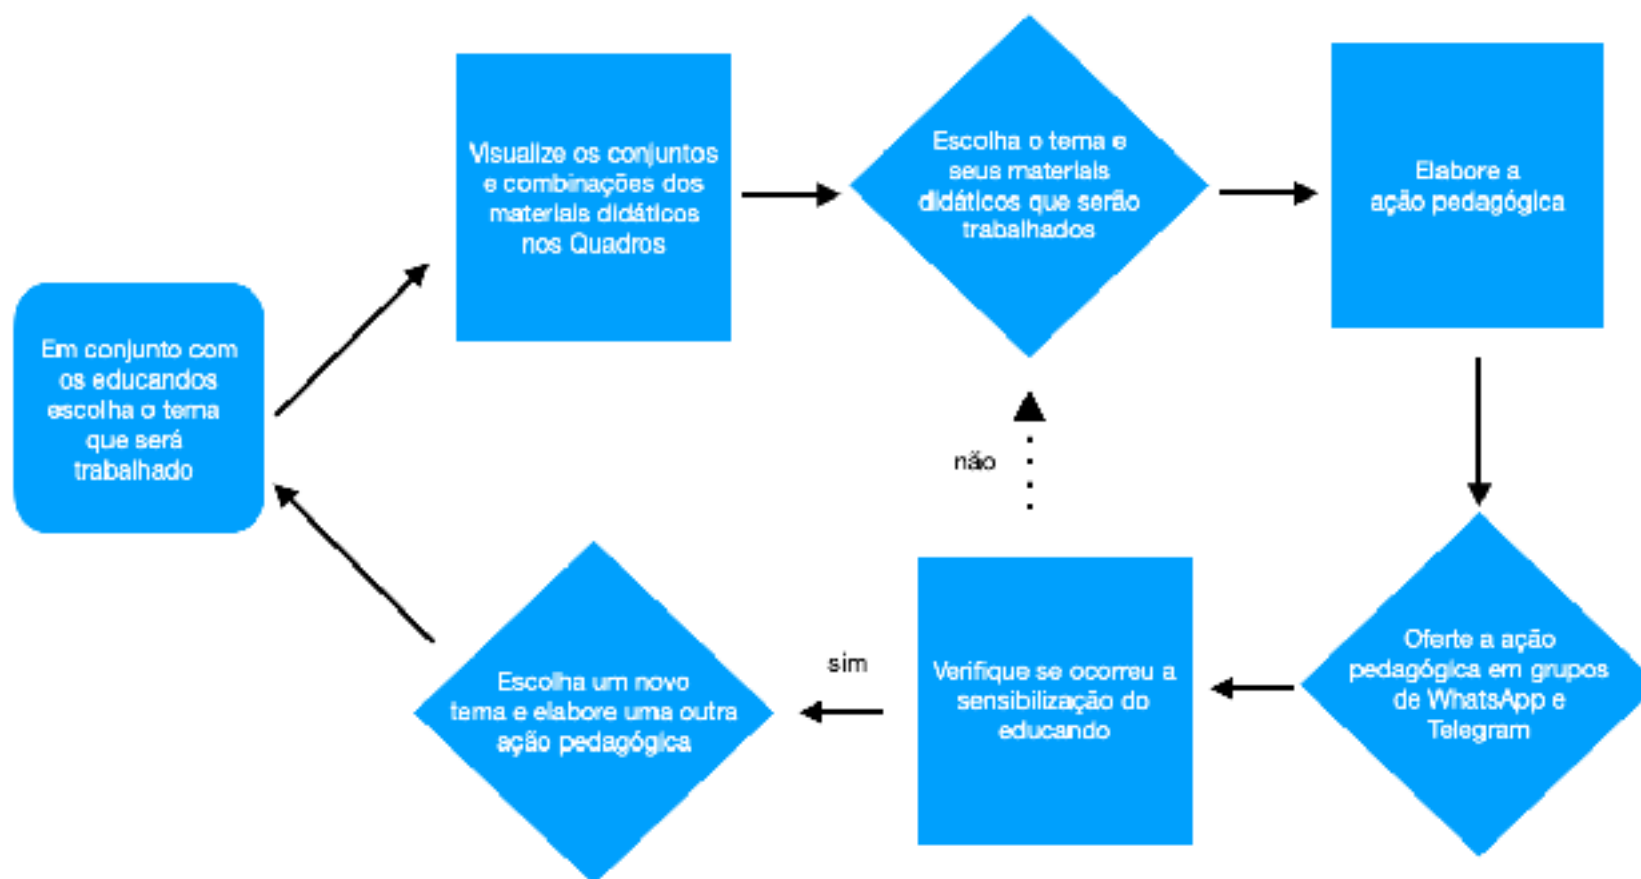 Em conjunto com
os educandos
escolha o tema
que será
trabalhado
Visualize os conjuntos
e combinações dos
materiais didáticos
nos Quadros
Escolha o tema e
seus materiais
didáticos que serão
trabalhados
Elabore a
ação pedagógica
Oferte a ação
pedagógica em grupos
de WhatsApp e
Telegram
Verifique se ocorreu a
sensibilização do
educando
não
sim
Escolha um novo
tema e elabore uma outra
ação pedagógica